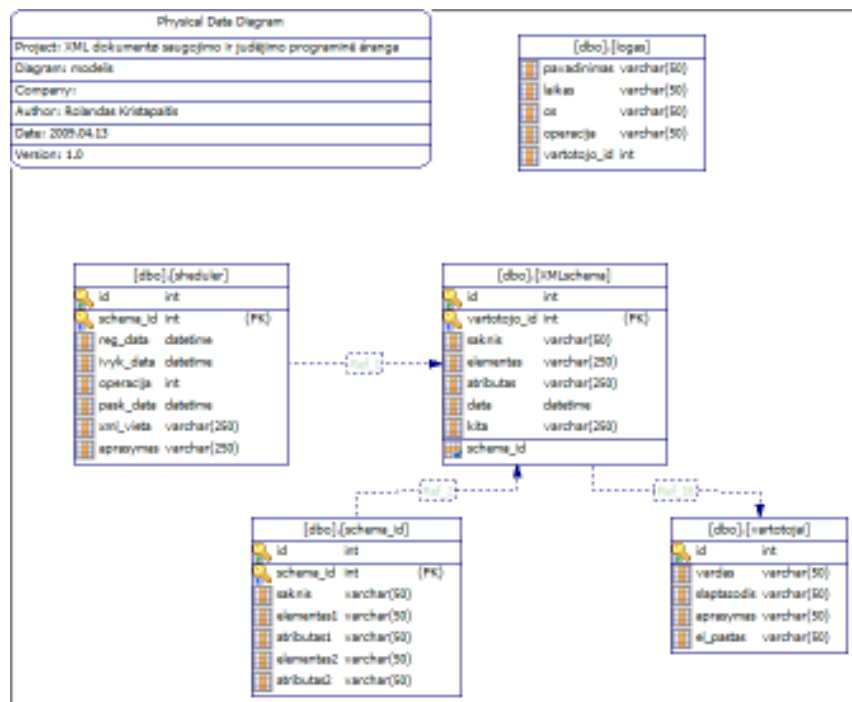 Physical Data Diagram
Project: XML dokumentø saugojimo ir judëjimo programinë áranga
Diagram: modelis
Company:
Author: Rolandas Kristapaitis
Date: 2009.04.13
Version: 1.0
[dbo].[logas]
pavadinimas varchar(50)
laikas varchar(50)
os varchar(50)
operacija varchar(50)
vartotojo_id int
[dbo].[sheduler]
id int
schema_id int (FK)
reg_data datetime
ivyk_data datetime
operacija int
pask_data datetime
xml_vieta varchar(250)
aprasymas varchar(250)
[dbo].[XMLschema]
id int
vartotojo_id int (FK)
saknis varchar(50)
elementas varchar(250)
atributas varchar(250)
data datetime
kita varchar(250)
schema_id
Ref_2
Ref_16
[dbo].[schema_id]
id int
schema_id int (FK)
saknis varchar(50)
elementas1 varchar(50)
atributas1 varchar(50)
elementas2 varchar(50)
atributas2 varchar(50)
[dbo].[vartotojai]
id int
vardas varchar(50)
slaptazodis varchar(50)
aprasymas varchar(50)
el_pastas varchar(50)